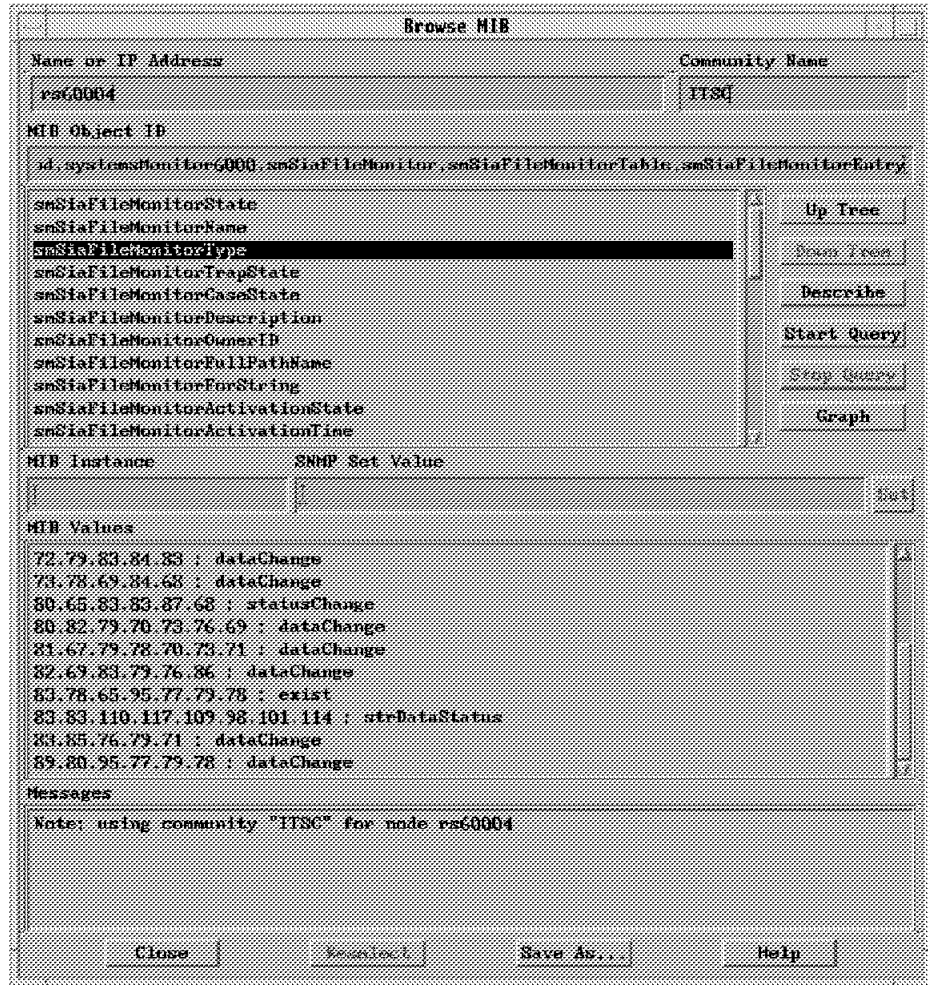 Browse MIB
Name or IP Address Community Name
rs60004 ITSC
MIB Object ID
od.systemsMonitor6000.smSiaFileMonitor.smSiaFileMonitorTable.smSiaFileMonitorEntry
smSiaFileMonitorState
smSiaFileMonitorName
smSiaFileMonitorType
smSiaFileMonitorTrapState
smSiaFileMonitorCaseState
smSiaFileMonitorDescription
smSiaFileMonitorOwnerID
smSiaFileMonitorFullPathName
smSiaFileMonitorForString
smSiaFileMonitorActivationState
smSiaFileMonitorActivationTime
Up Tree
Down Tree
Describe
Start Query
Stop Query
Graph
MIB Instance SNMP Set Value
Set
MIB Values
72.79.83.84.83 : dataChange
73.78.69.84.68 : dataChange
80.65.83.83.87.68 : statusChange
80.82.79.70.73.76.69 : dataChange
81.67.79.78.70.73.71 : dataChange
82.69.83.79.76.86 : dataChange
83.78.65.95.77.79.78 : exist
83.83.110.117.109.98.101.114 : strDataStatus
83.85.76.79.71 : dataChange
89.80.95.77.79.78 : dataChange
Messages
Note: using community "ITSC" for node rs60004
Close Reselect Save As... Help